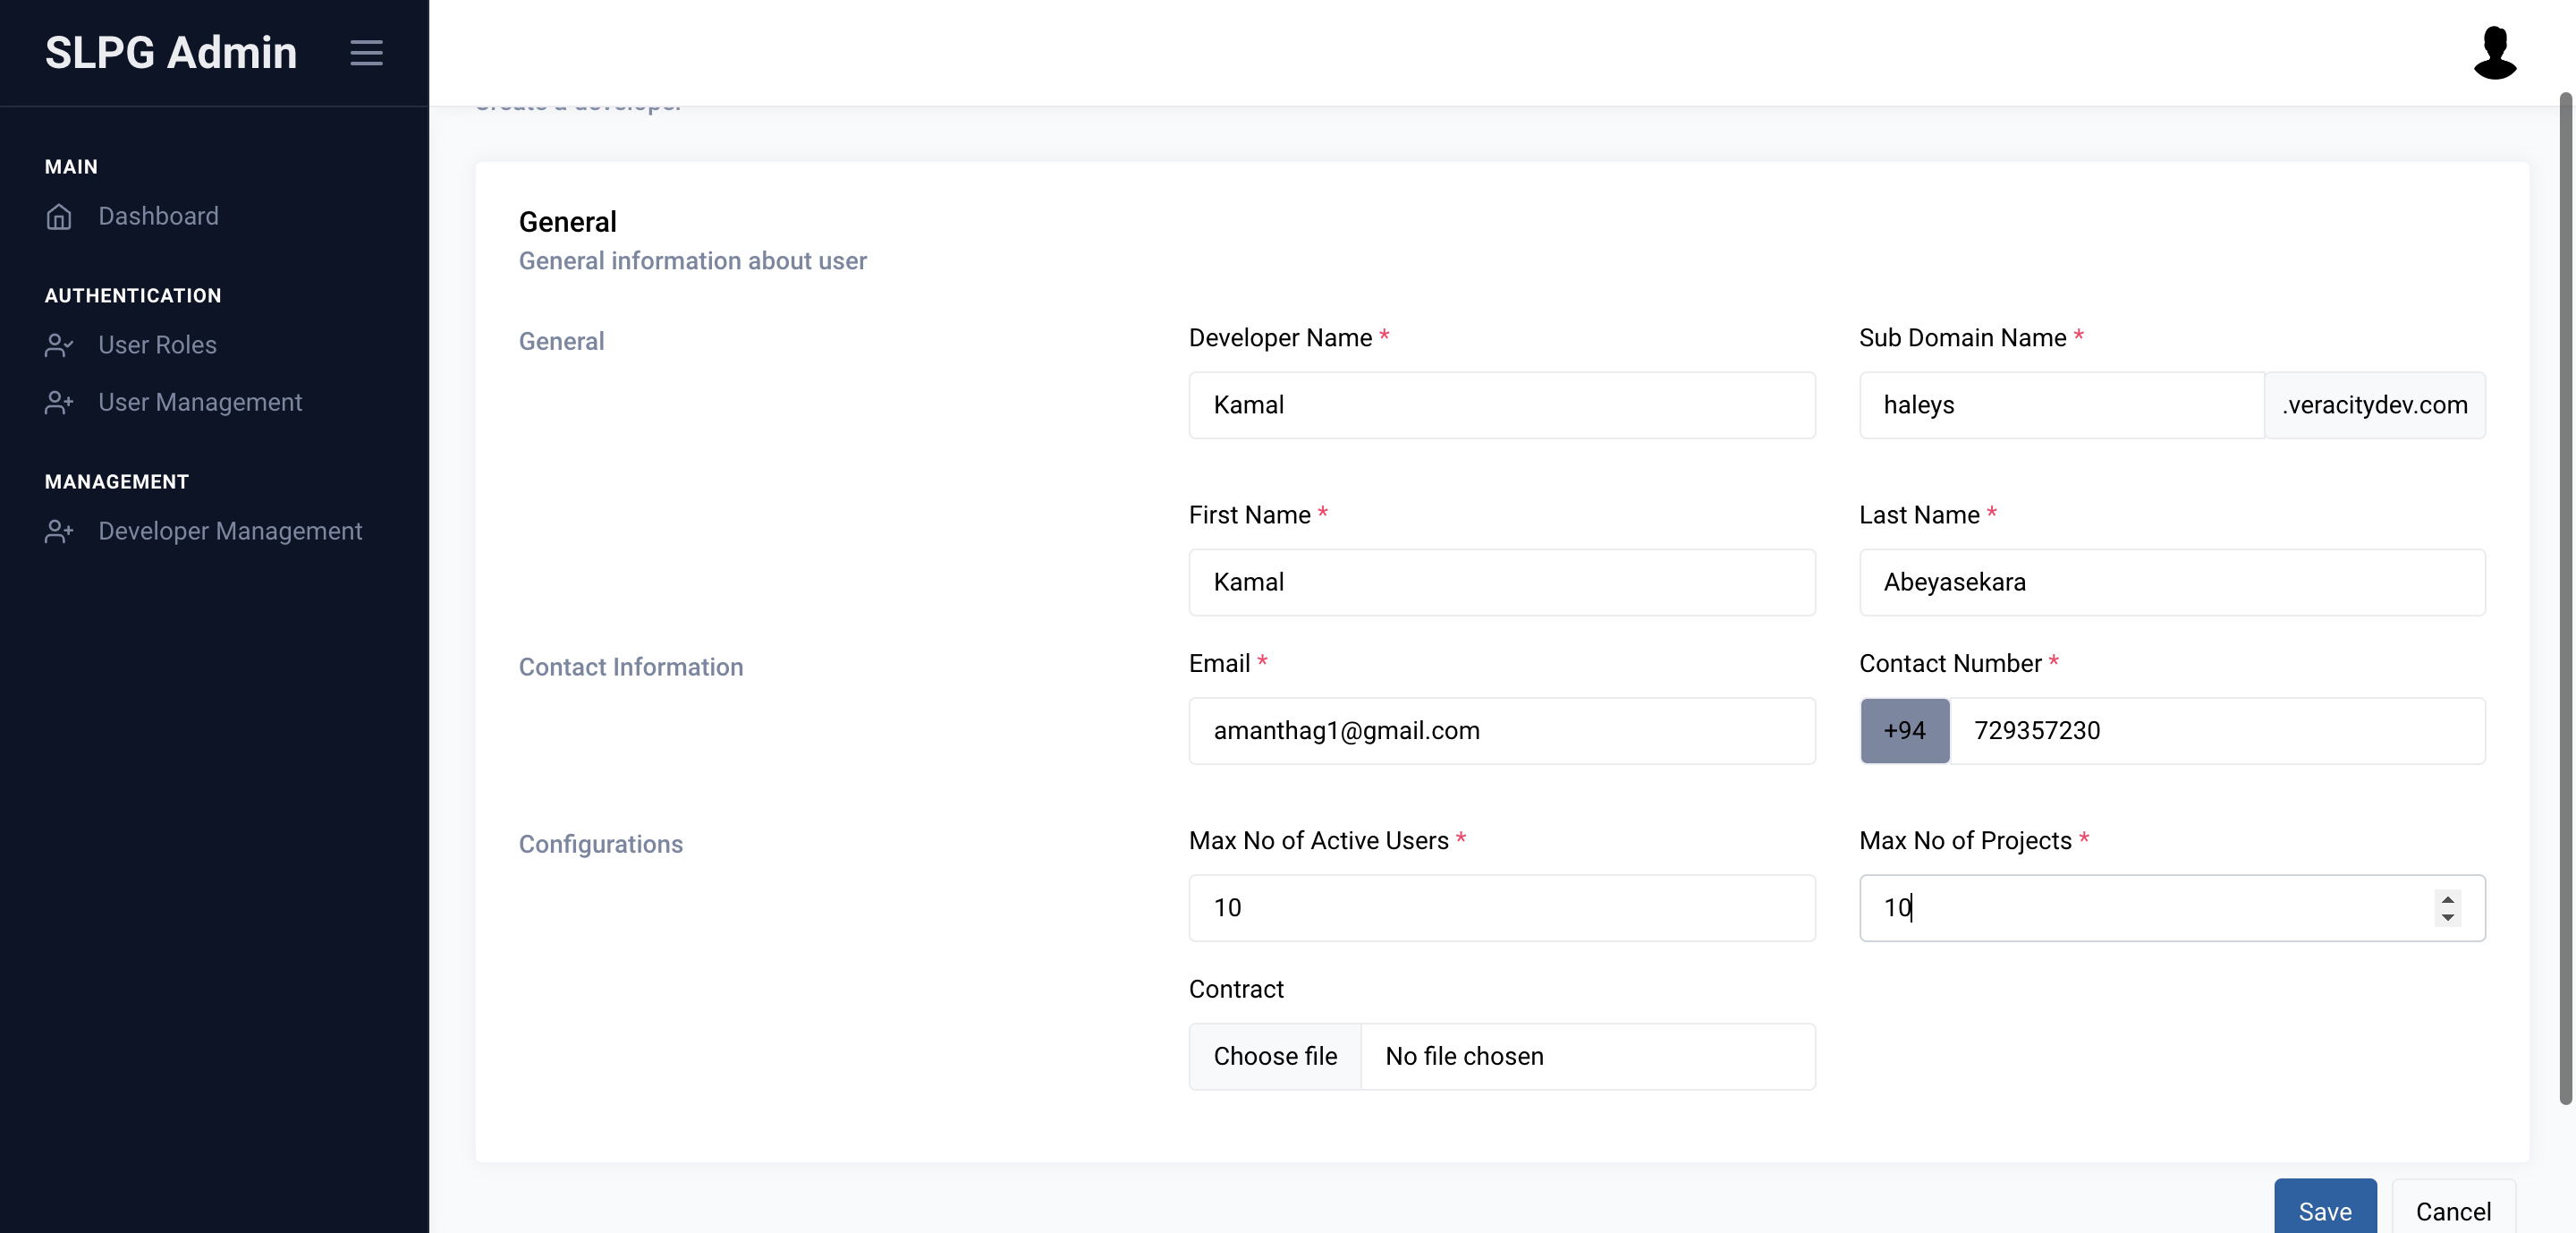 SLPG Admin
MAIN
Dashboard
AUTHENTICATION
User Roles
User Management
MANAGEMENT
Developer Management
Create a developer
General
General information about user
General
Developer Name *
Kamal
Sub Domain Name *
haleys .veracitydev.com
First Name *
Kamal
Last Name *
Abeyasekara
Contact Information
Email *
amanthag1@gmail.com
Contact Number *
+94 729357230
Configurations
Max No of Active Users *
10
Max No of Projects *
10
Contract
Choose file No file chosen
Save Cancel